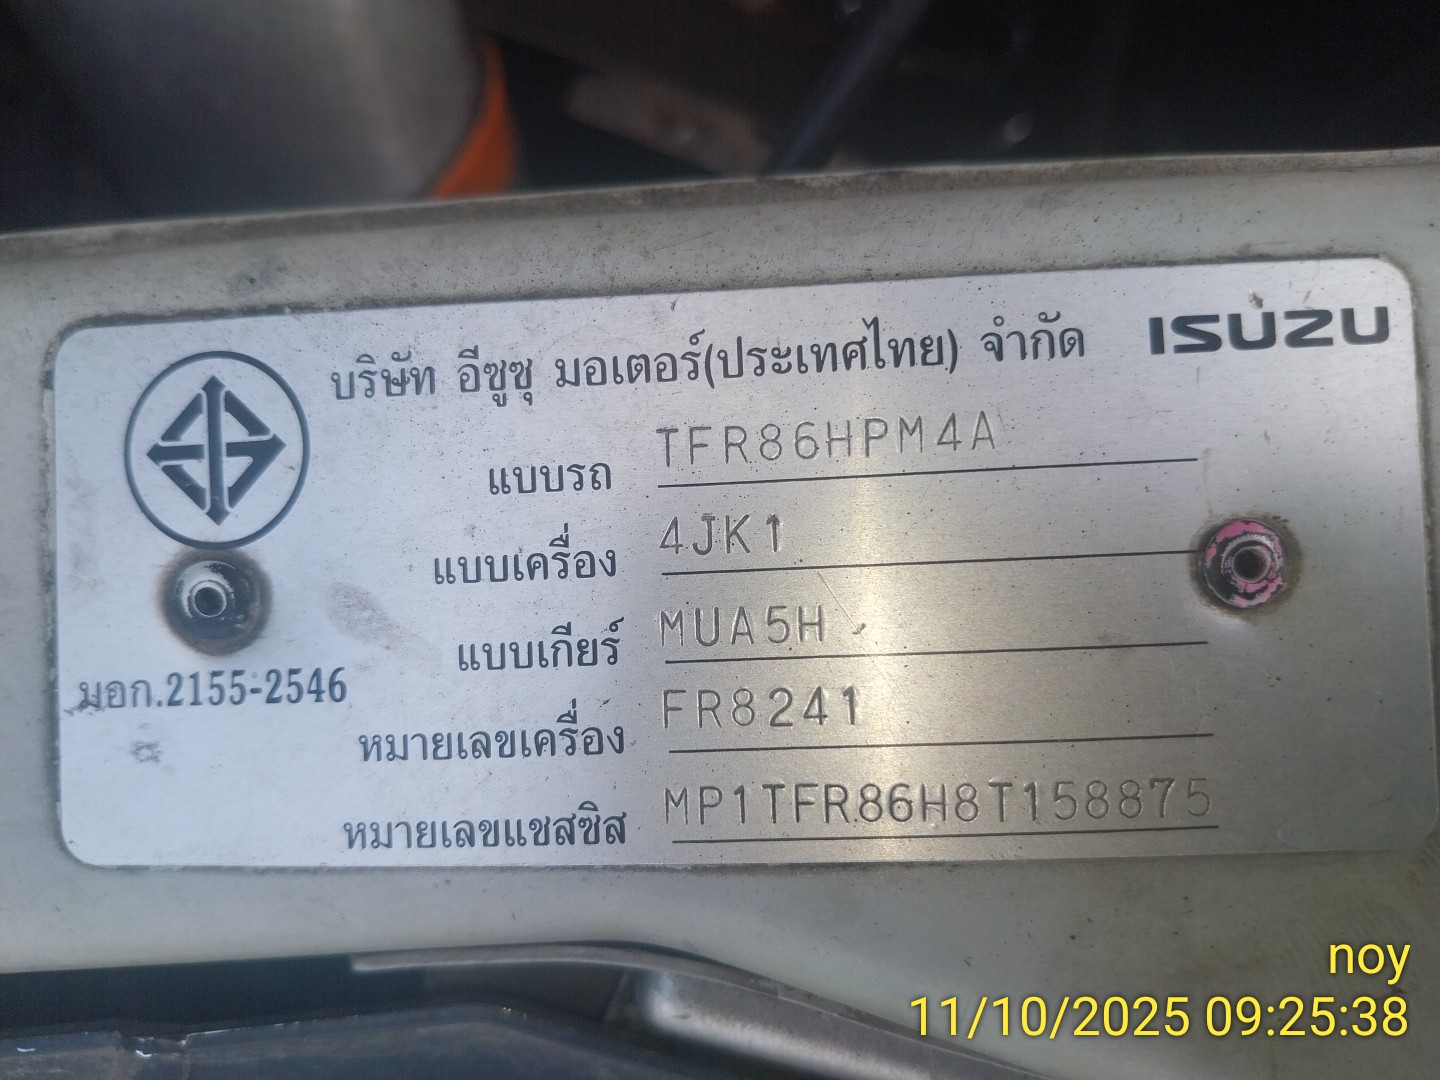 บริษัท อีซูซุ มอเตอร์(ประเทศไทย) จำกัด ISUZU
แบบรถ TFR86HPM4A
แบบเครื่อง 4JK1
แบบเกียร์ MUA5H
มอก.2155-2546
หมายเลขเครื่อง FR8241
หมายเลขแชสซิส MP1TFR86H8T158875
noy
11/10/2025 09:25:38